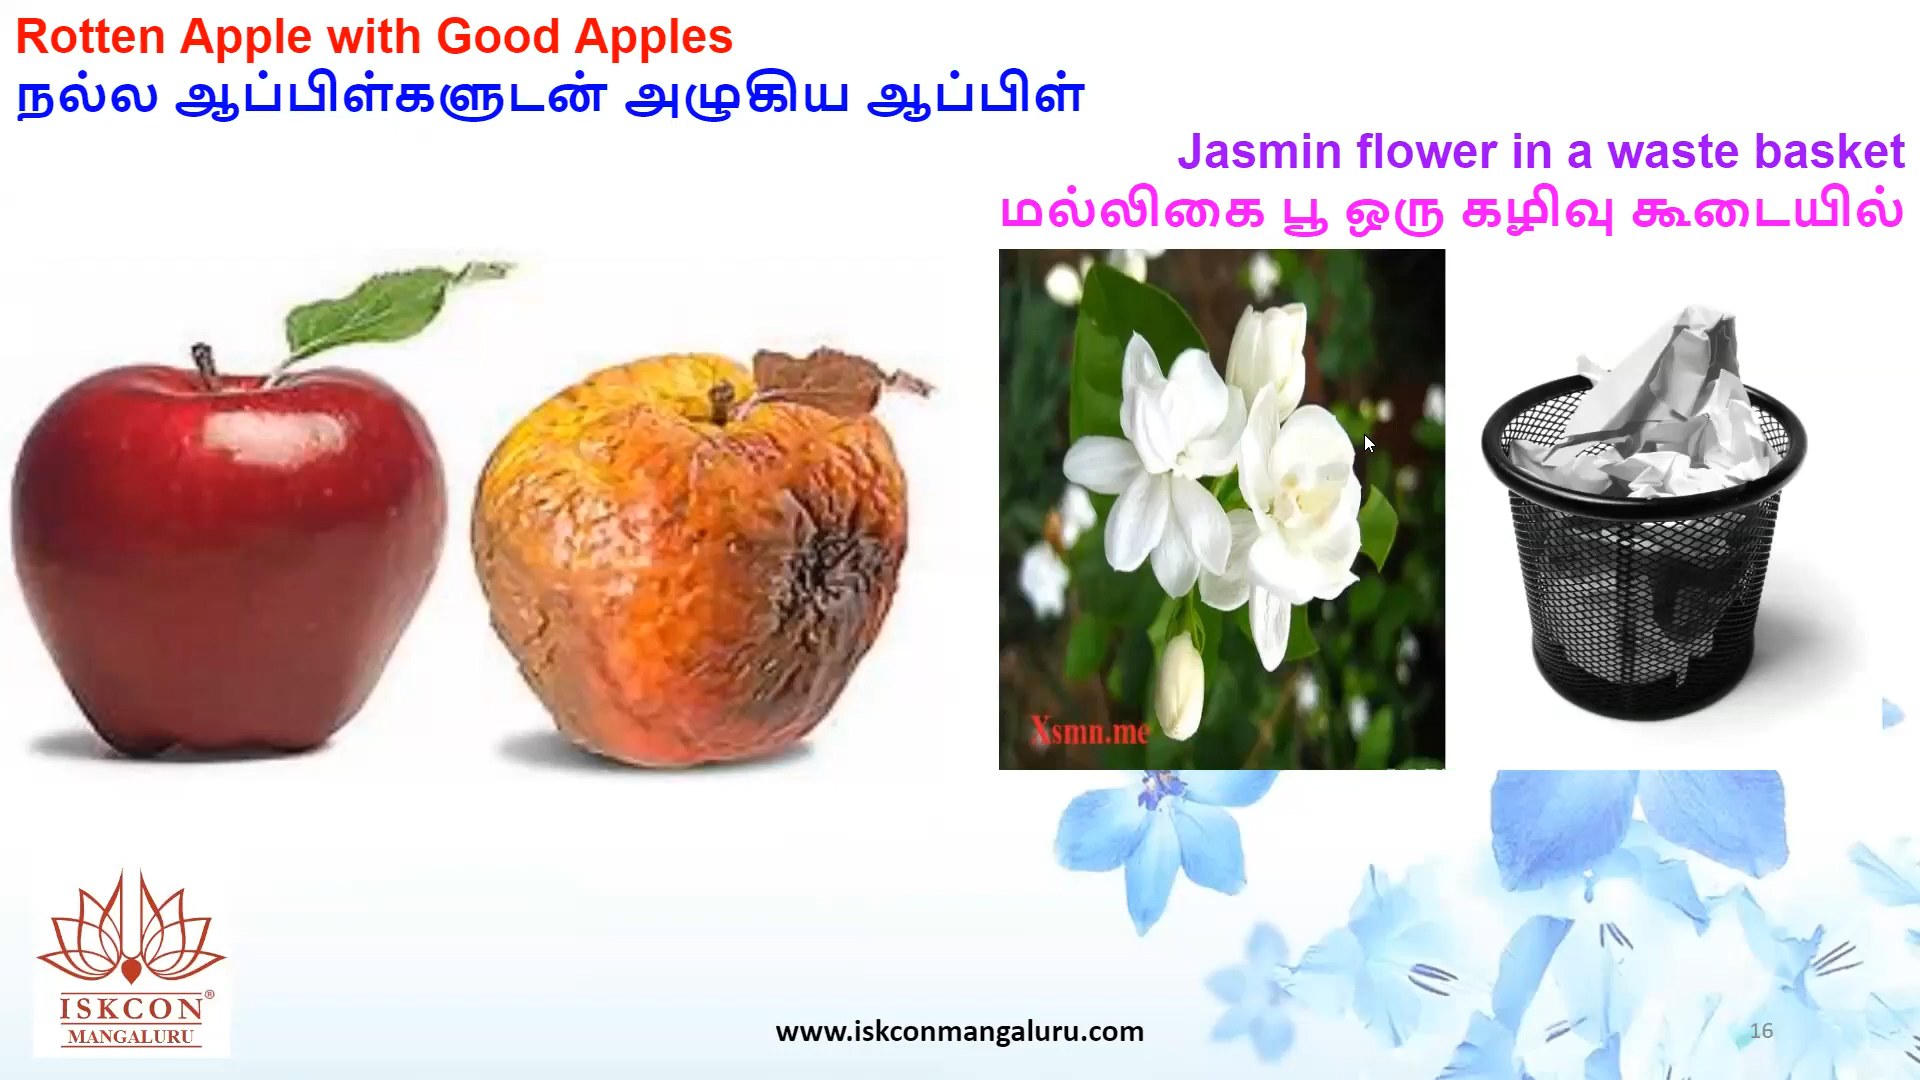 Rotten Apple with Good Apples
நல்ல ஆப்பிள்களுடன் அழுகிய ஆப்பிள்
Jasmin flower in a waste basket
மல்லிகை பூ ஒரு கழிவு கூடையில்
Xsmn.me
ISKCON®
MANGALURU
www.iskconmangaluru.com
16